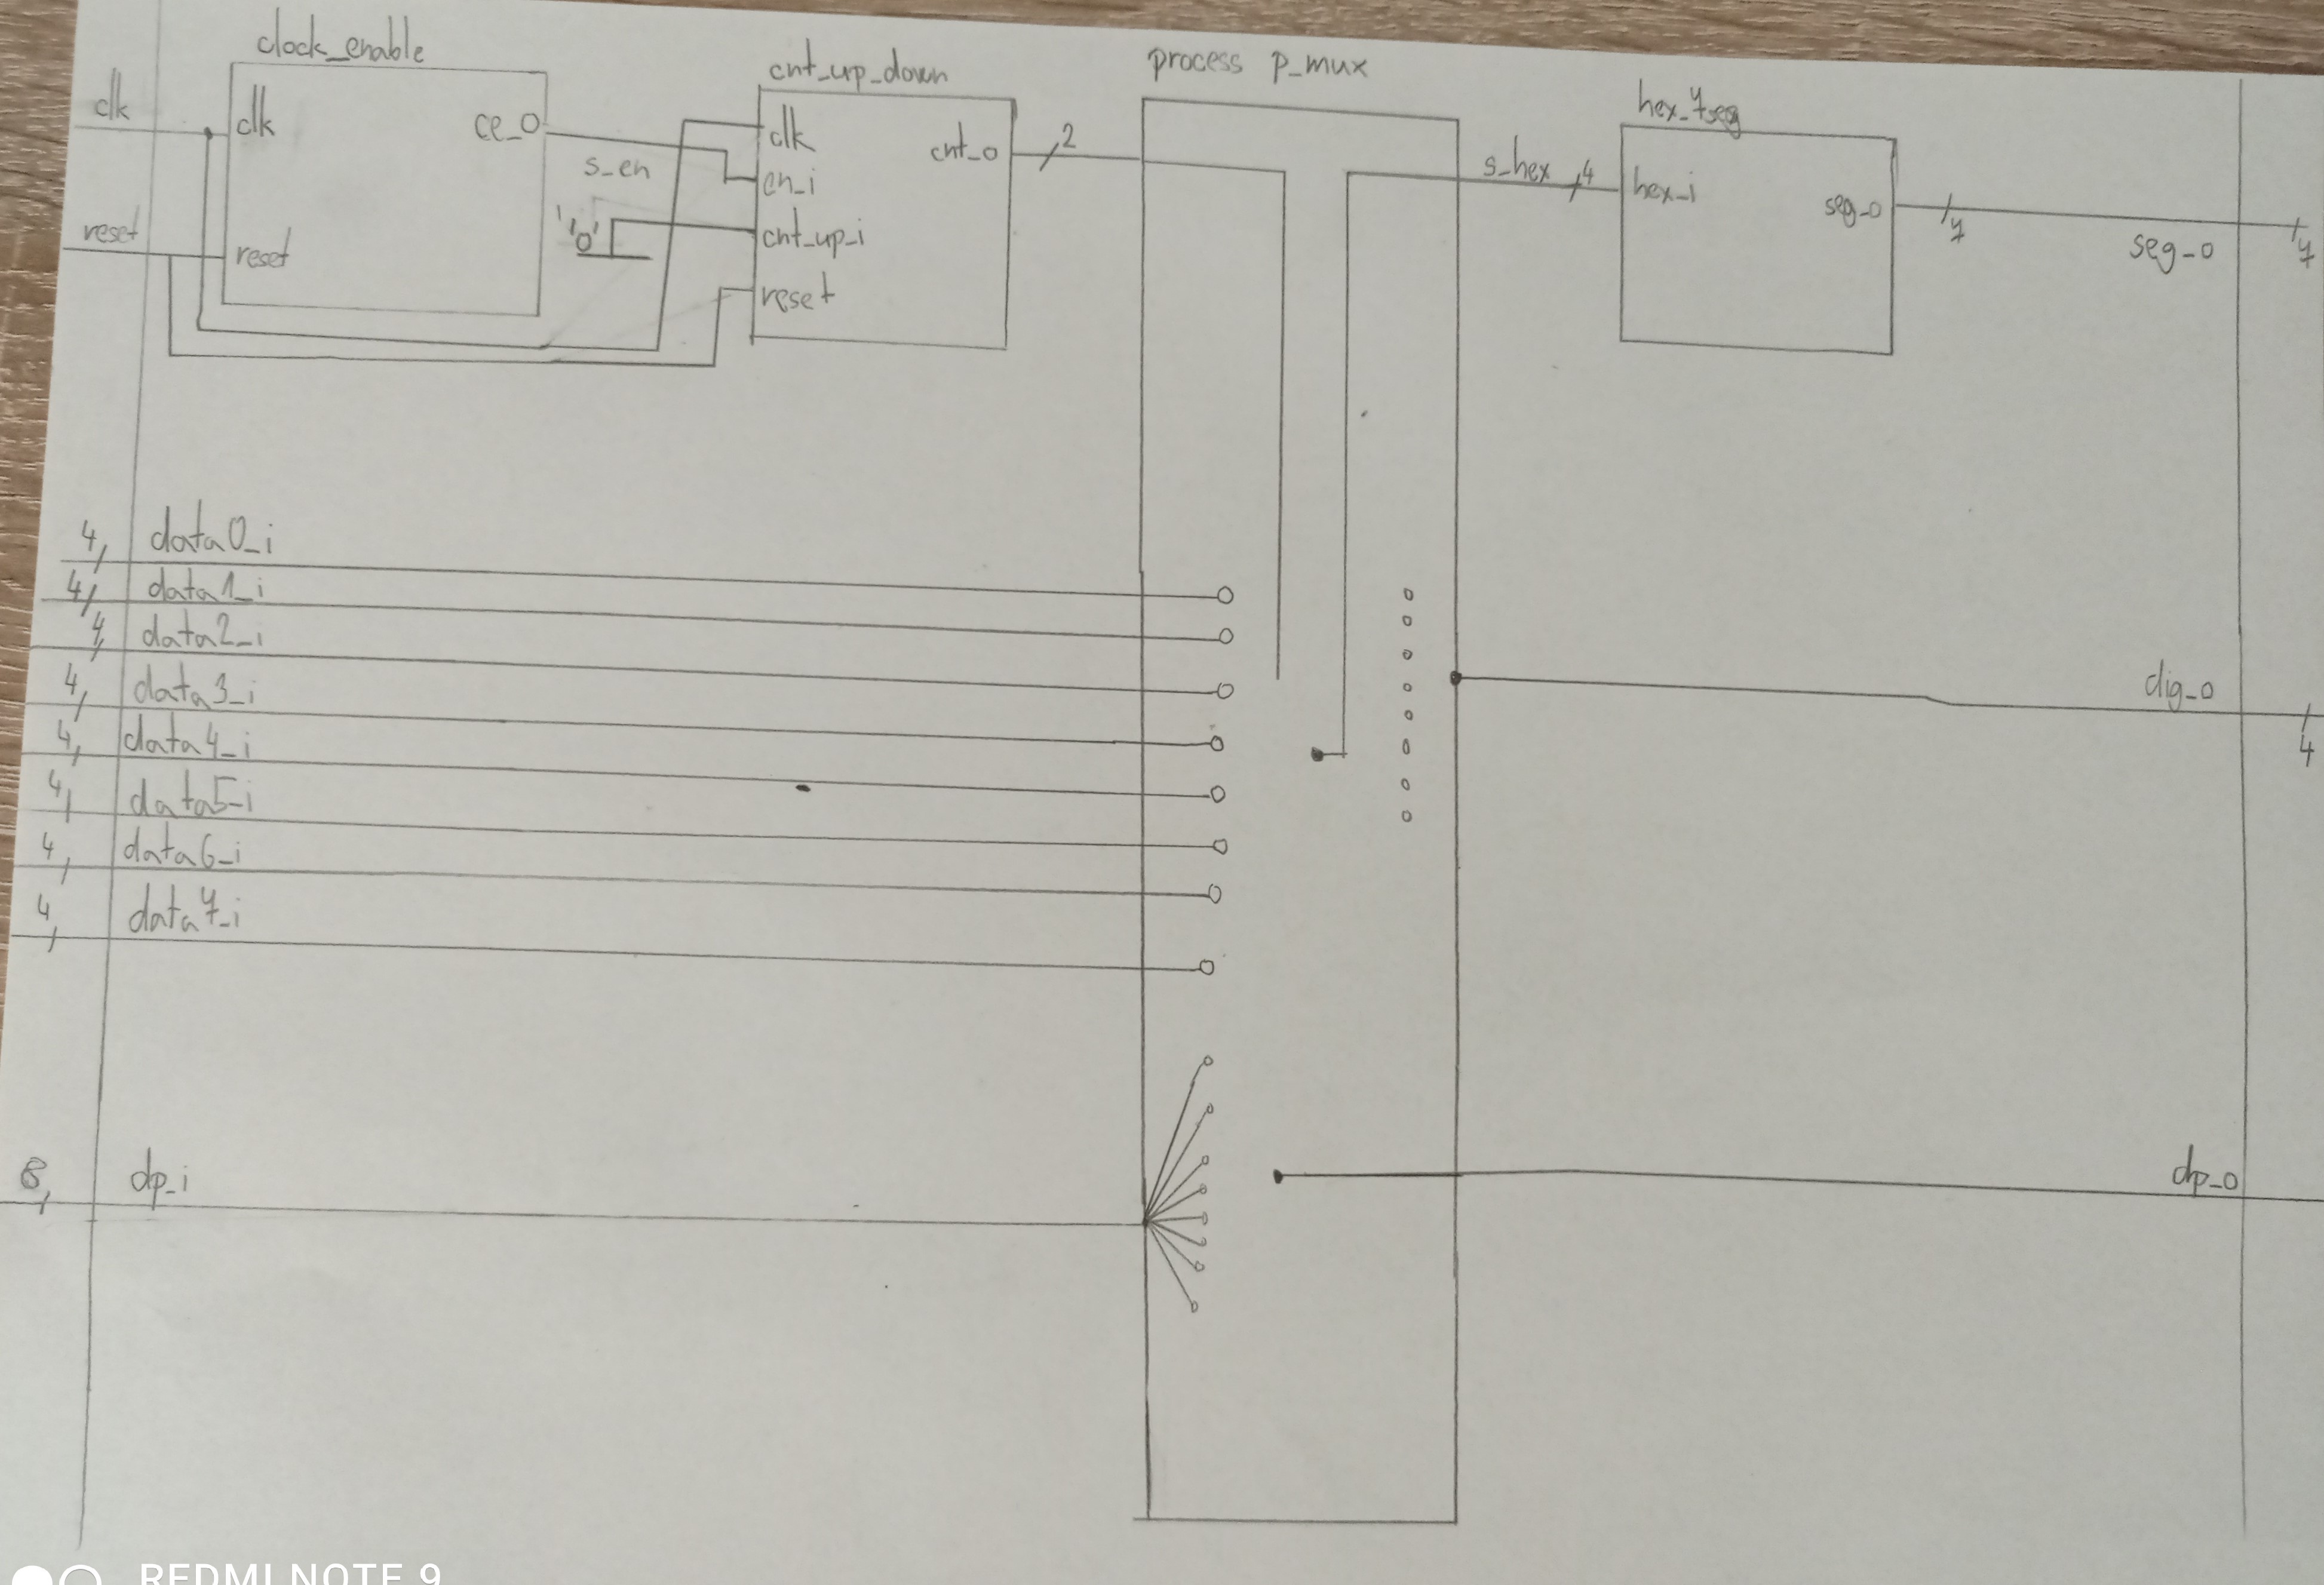 clock_enable
clk
clk
ce_o
reset
reset
s_en
'0'
cnt_up_down
clk
en_i
cnt_up_i
reset
cnt_o
2
process p_mux
s_hex
4
hex_7seg
hex_i
seg_o
7
seg_o
7
4 data0_i
4 data1_i
4 data2_i
4 data3_i
4 data4_i
4 data5_i
4 data6_i
4 data7_i
dig_o
4
8 dp_i
dp_o
REDMI NOTE 9